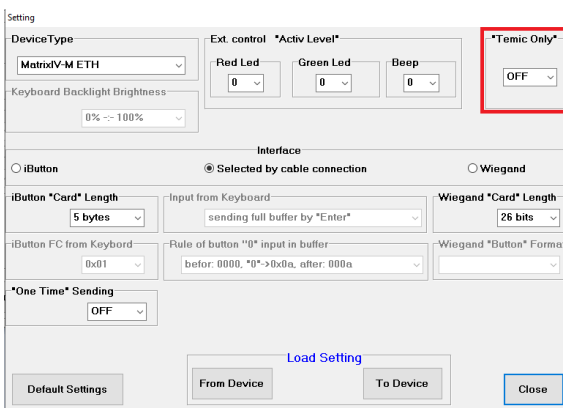 Setting
DeviceType
Ext. control "Activ Level"
"Temic Only"
MatrixIV-M ETH
Red Led
Green Led
Beep
0
0
0
OFF
Keyboard Backlight Brightness
0% -:- 100%
Interface
iButton
Selected by cable connection
Wiegand
iButton "Card" Length
Input from Keyboard
Wiegand "Card" Length
5 bytes
sending full buffer by "Enter"
26 bits
iButton FC from Keybord
Rule of button "0" input in buffer
Wiegand "Button" Forma
0x01
befor: 0000, "0"->0x0a, after: 000a
"One Time" Sending
OFF
Load Setting
Default Settings
From Device
To Device
Close